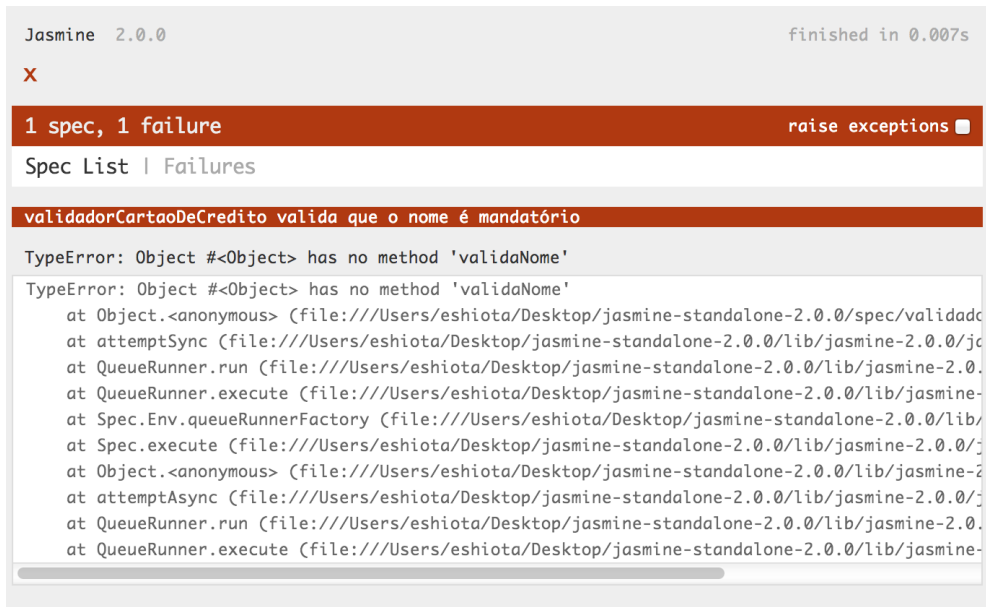 Jasmine 2.0.0 finished in 0.007s
x
1 spec, 1 failure raise exceptions
Spec List | Failures
validadorCartaoDeCredito valida que o nome é mandatório
TypeError: Object #<Object> has no method 'validaNome'
TypeError: Object #<Object> has no method 'validaNome'
at Object.<anonymous> (file:///Users/eshiota/Desktop/jasmine-standalone-2.0.0/spec/validado
at attemptSync (file:///Users/eshiota/Desktop/jasmine-standalone-2.0.0/lib/jasmine-2.0.0/ja
at QueueRunner.run (file:///Users/eshiota/Desktop/jasmine-standalone-2.0.0/lib/jasmine-2.0.
at QueueRunner.execute (file:///Users/eshiota/Desktop/jasmine-standalone-2.0.0/lib/jasmine-
at Spec.Env.queueRunnerFactory (file:///Users/eshiota/Desktop/jasmine-standalone-2.0.0/lib/
at Spec.execute (file:///Users/eshiota/Desktop/jasmine-standalone-2.0.0/lib/jasmine-2.0.0/j
at Object.<anonymous> (file:///Users/eshiota/Desktop/jasmine-standalone-2.0.0/lib/jasmine-2
at attemptAsync (file:///Users/eshiota/Desktop/jasmine-standalone-2.0.0/lib/jasmine-2.0.0/j
at QueueRunner.run (file:///Users/eshiota/Desktop/jasmine-standalone-2.0.0/lib/jasmine-2.0.
at QueueRunner.execute (file:///Users/eshiota/Desktop/jasmine-standalone-2.0.0/lib/jasmine-